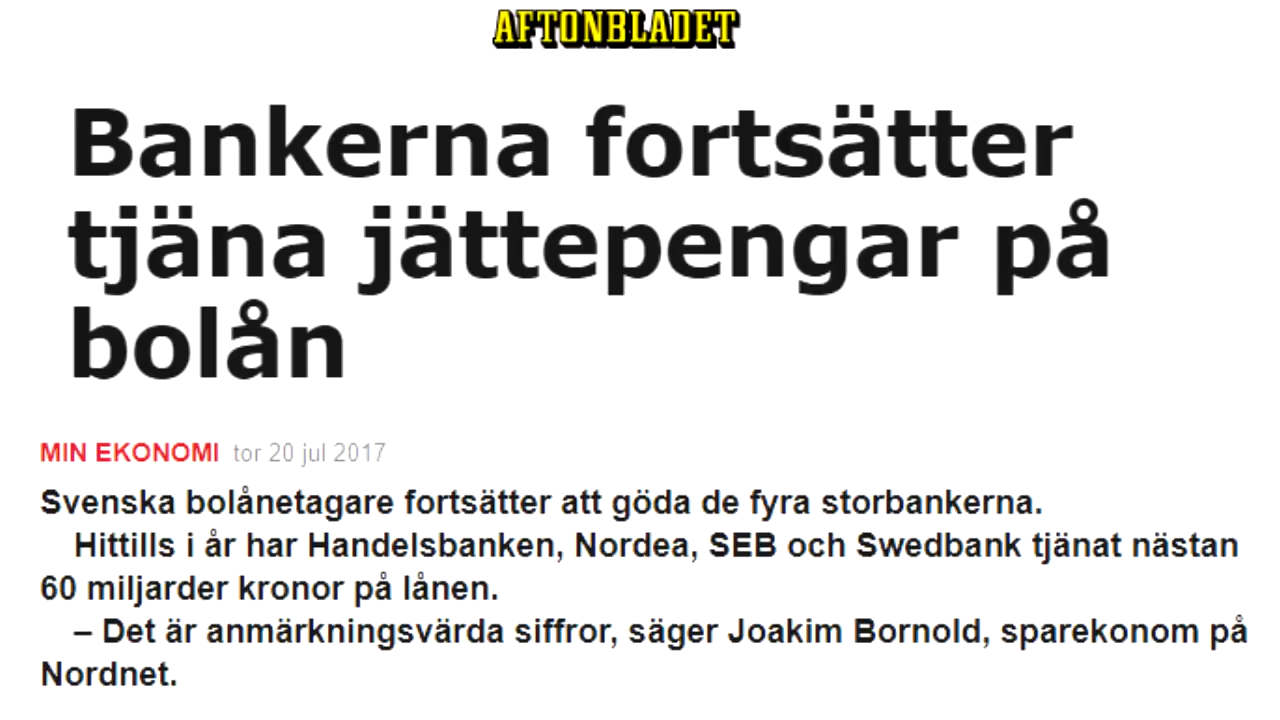 AFTONBLADET
Bankerna fortsätter
tjäna jättepengar på
bolån
MIN EKONOMI tor 20 jul 2017
Svenska bolånetagare fortsätter att göda de fyra storbankerna.
Hittills i år har Handelsbanken, Nordea, SEB och Swedbank tjänat nästan
60 miljarder kronor på lånen.
– Det är anmärkningsvärda siffror, säger Joakim Bornold, sparekonom på
Nordnet.